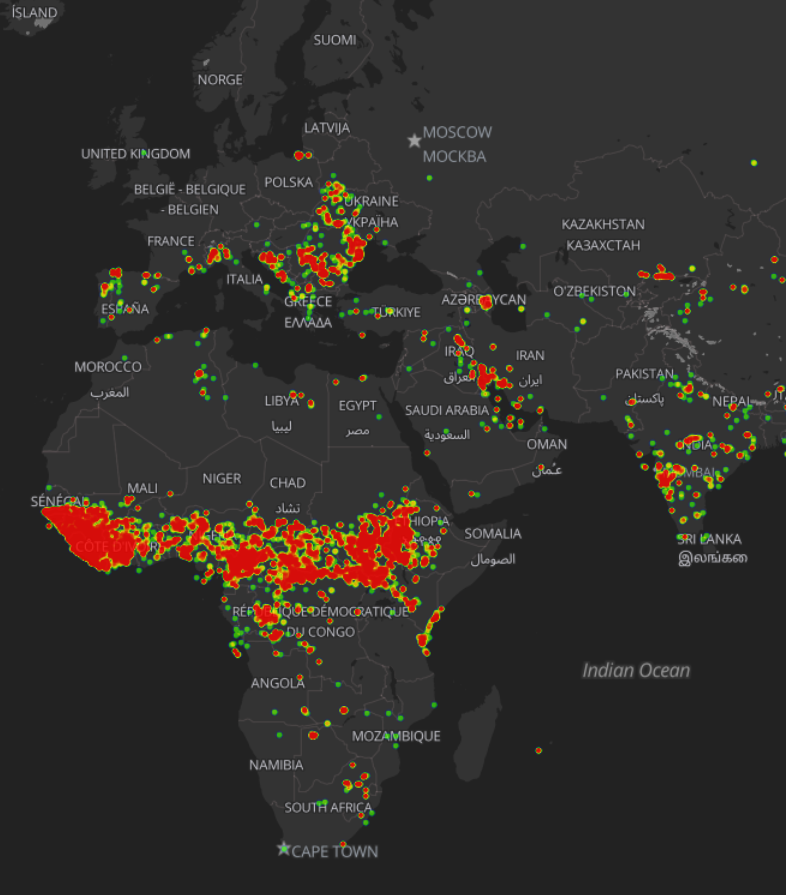 ÍSLAND
SUOMI
NORGE
LATVIJA
MOSCOW
МОСКВА
UNITED KINGDOM
POLSKA
BELGIË - BELGIQUE
- BELGIEN
UKRAINE
УКРАЇНА
FRANCE
KAZAKHSTAN
КАЗАХСТАН
ITALIA
O'ZBEKISTON
ESPAÑA
GREECE
ΕΛΛΑΔΑ
TÜRKIYE
AZƏRBAYCAN
MOROCCO
المغرب
IRAQ
العراق
IRAN
ایران
PAKISTAN
پاکستان
NEPAL
LIBYA
ليبيا
EGYPT
مصر
SAUDI ARABIA
السعودية
OMAN
عُمان
INDIA
NIGER
MALI
CHAD
تشاد
SÉNÉGAL
CÔTE D'IVOIRE
ETHIOPIA
SOMALIA
الصومال
SRI LANKA
இலங்கை
RÉPUBLIQUE DÉMOCRATIQUE
DU CONGO
Indian Ocean
ANGOLA
MOZAMBIQUE
NAMIBIA
SOUTH AFRICA
CAPE TOWN